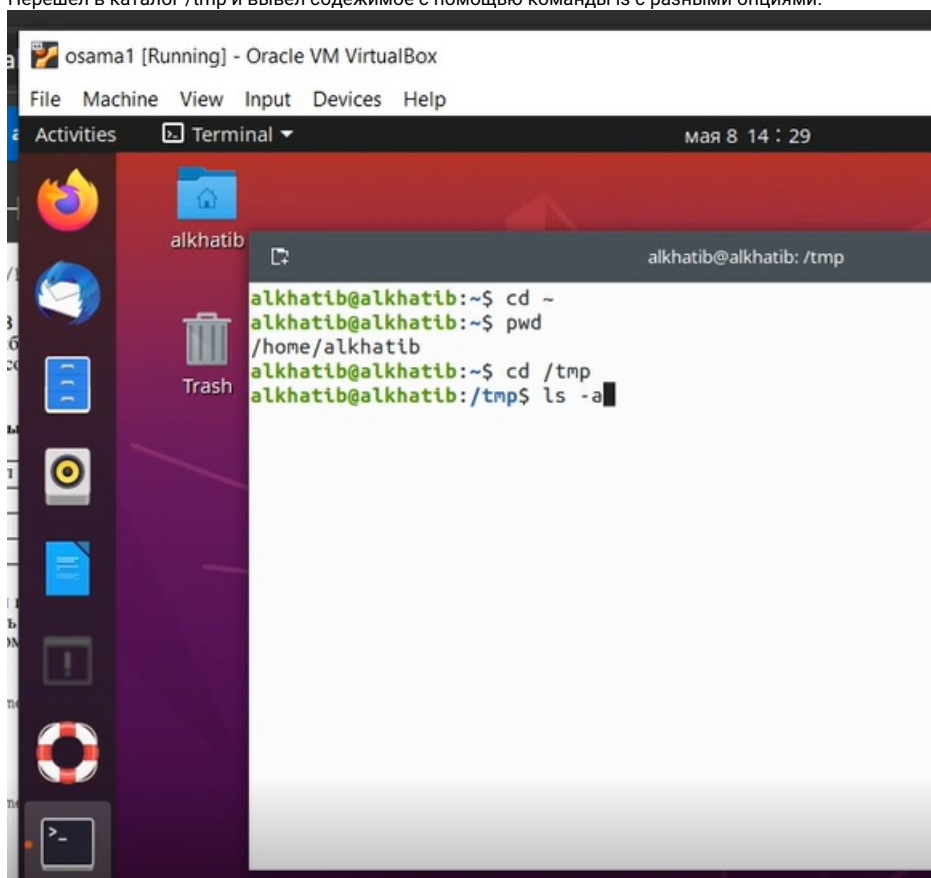 Перешел в каталог /tmp и вывел содежимое с помощью команды ls с разными опциями.
osama1 [Running] - Oracle VM VirtualBox
File Machine View Input Devices Help
Activities Terminal мая 8 14:29
alkhatib
alkhatib@alkhatib: /tmp
alkhatib@alkhatib:~$ cd ~
alkhatib@alkhatib:~$ pwd
/home/alkhatib
alkhatib@alkhatib:~$ cd /tmp
alkhatib@alkhatib:/tmp$ ls -a
Trash